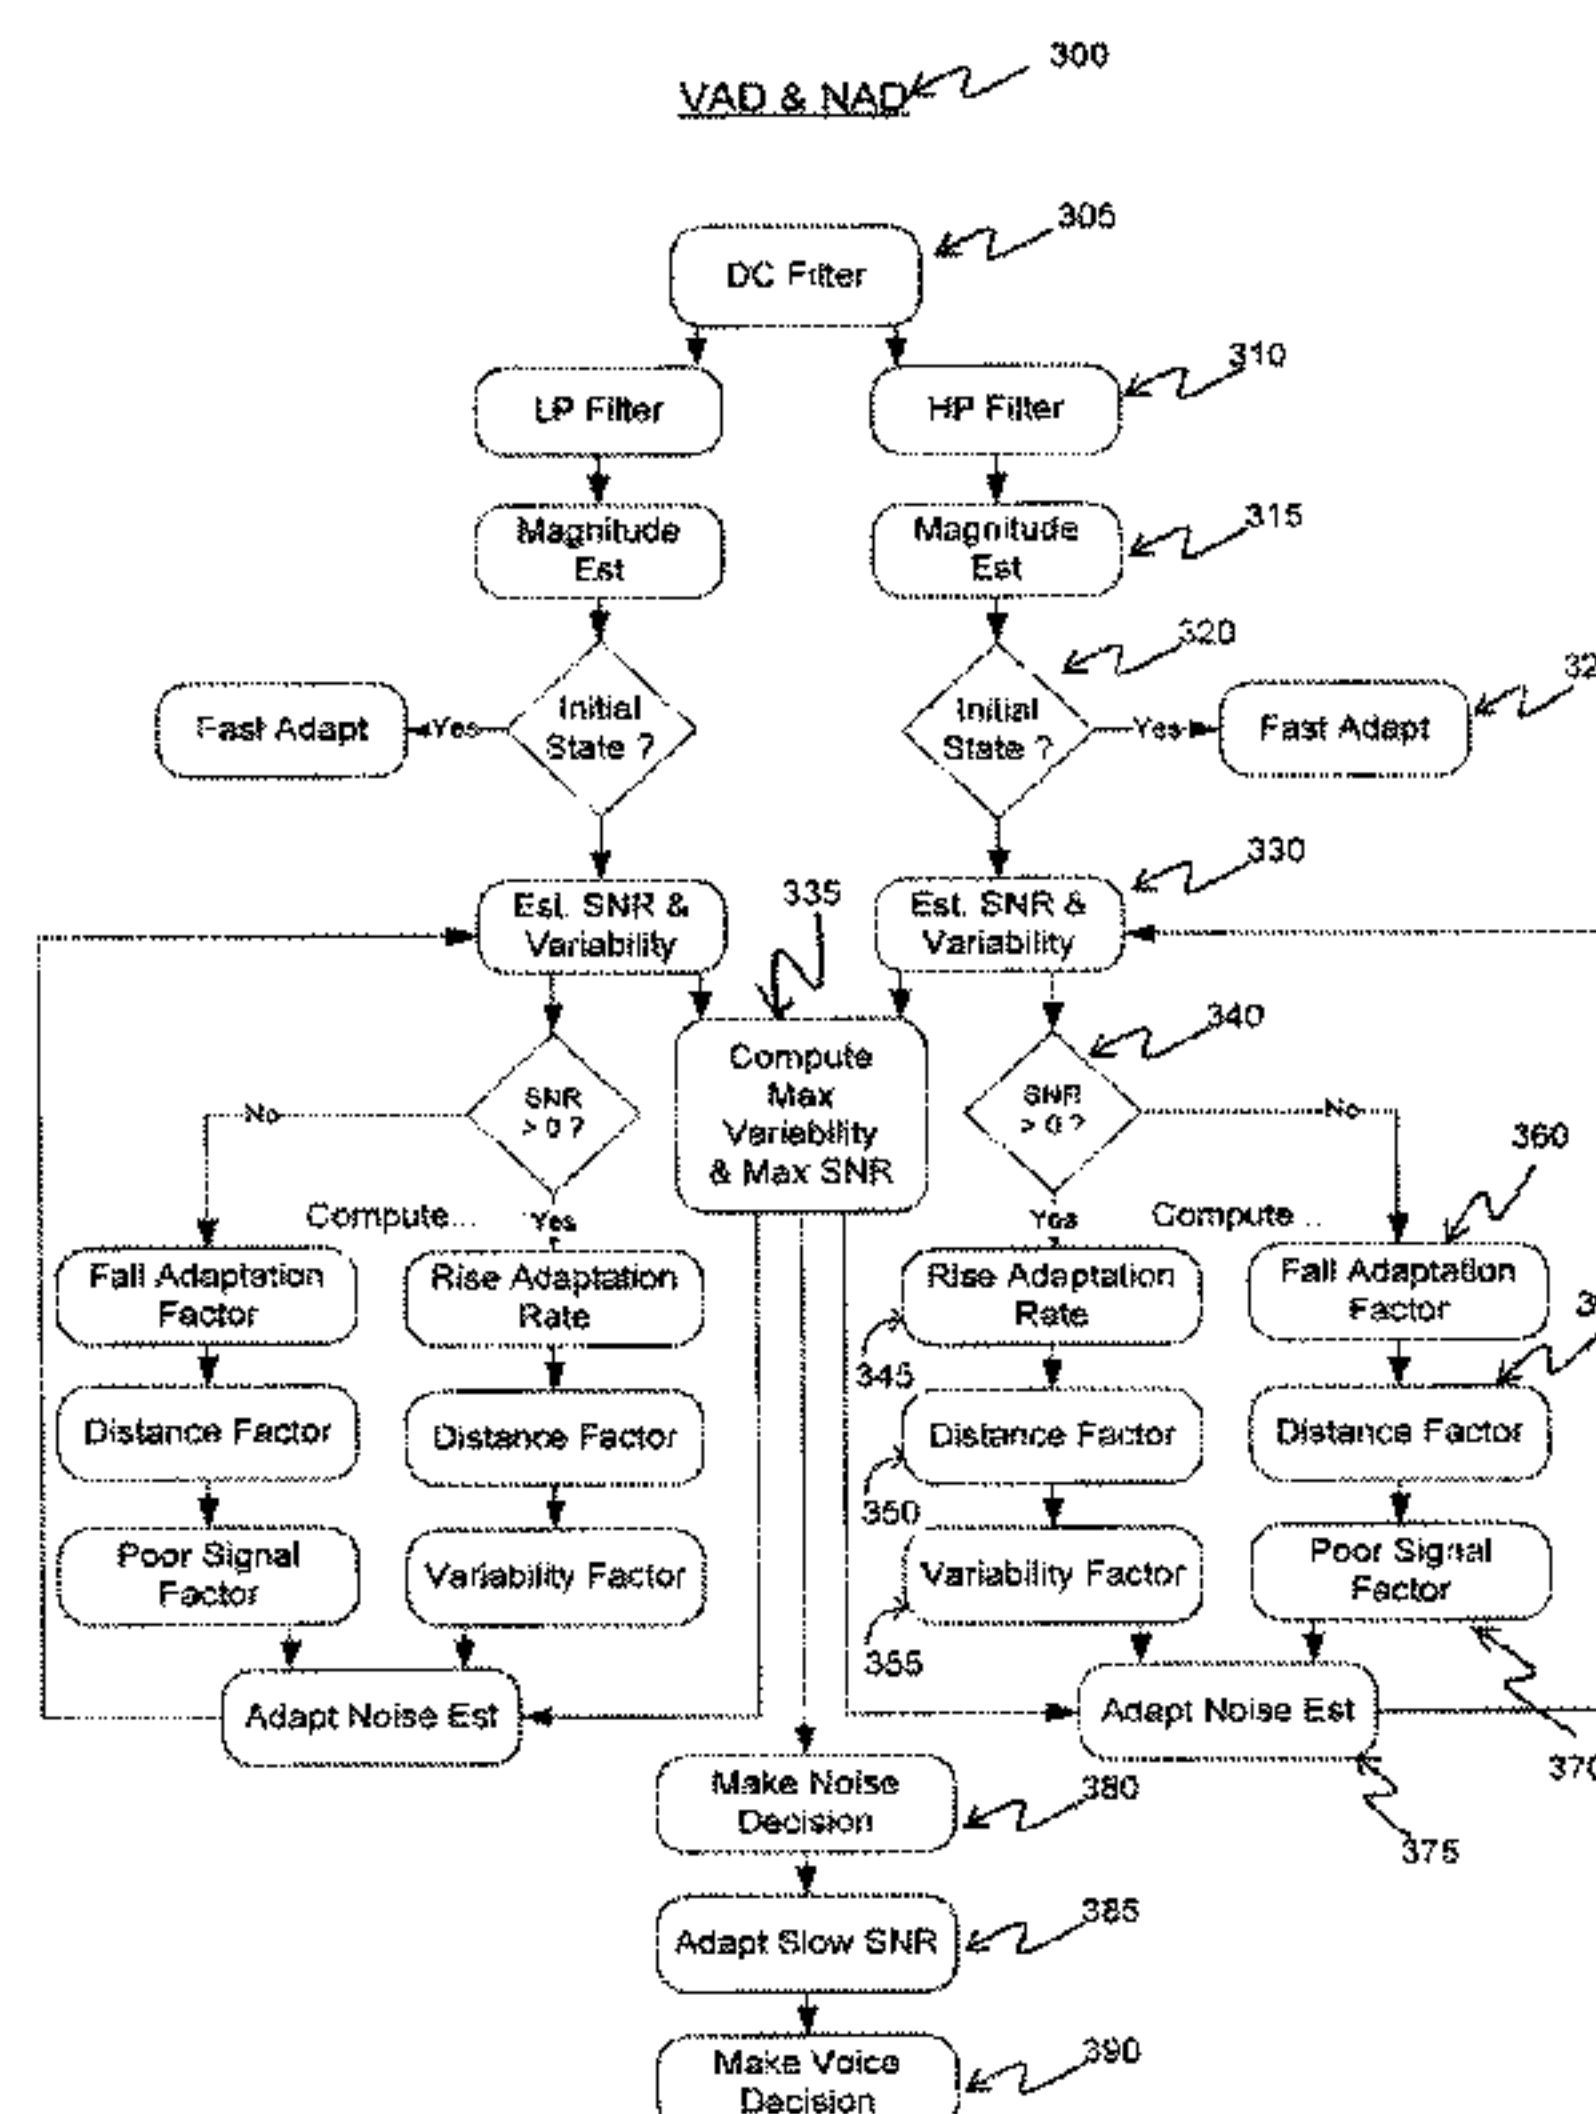 300
VAD & NAD
305
DC Filter
310
LP Filter
HP Filter
315
Magnitude
Est
Magnitude
Est
320
Initial
State ?
Yes
Fast Adapt
Initial
State ?
Yes
Fast Adapt
330
335
Est. SNR &
Variability
Est. SNR &
Variability
340
Compute
Max
Variability
& Max SNR
SNR
> 0 ?
No
SNR
> 0 ?
No
360
Compute...
Yes
Yes
Compute...
Fall Adaptation
Factor
Rise Adaptation
Rate
Rise Adaptation
Rate
Fall Adaptation
Factor
345
Distance Factor
Distance Factor
Distance Factor
Distance Factor
350
Poor Signal
Factor
Variability Factor
Variability Factor
Poor Signal
Factor
355
Adapt Noise Est
Adapt Noise Est
370
Make Noise
Decision
380
375
385
Adapt Slow SNR
390
Make Voice
Decision